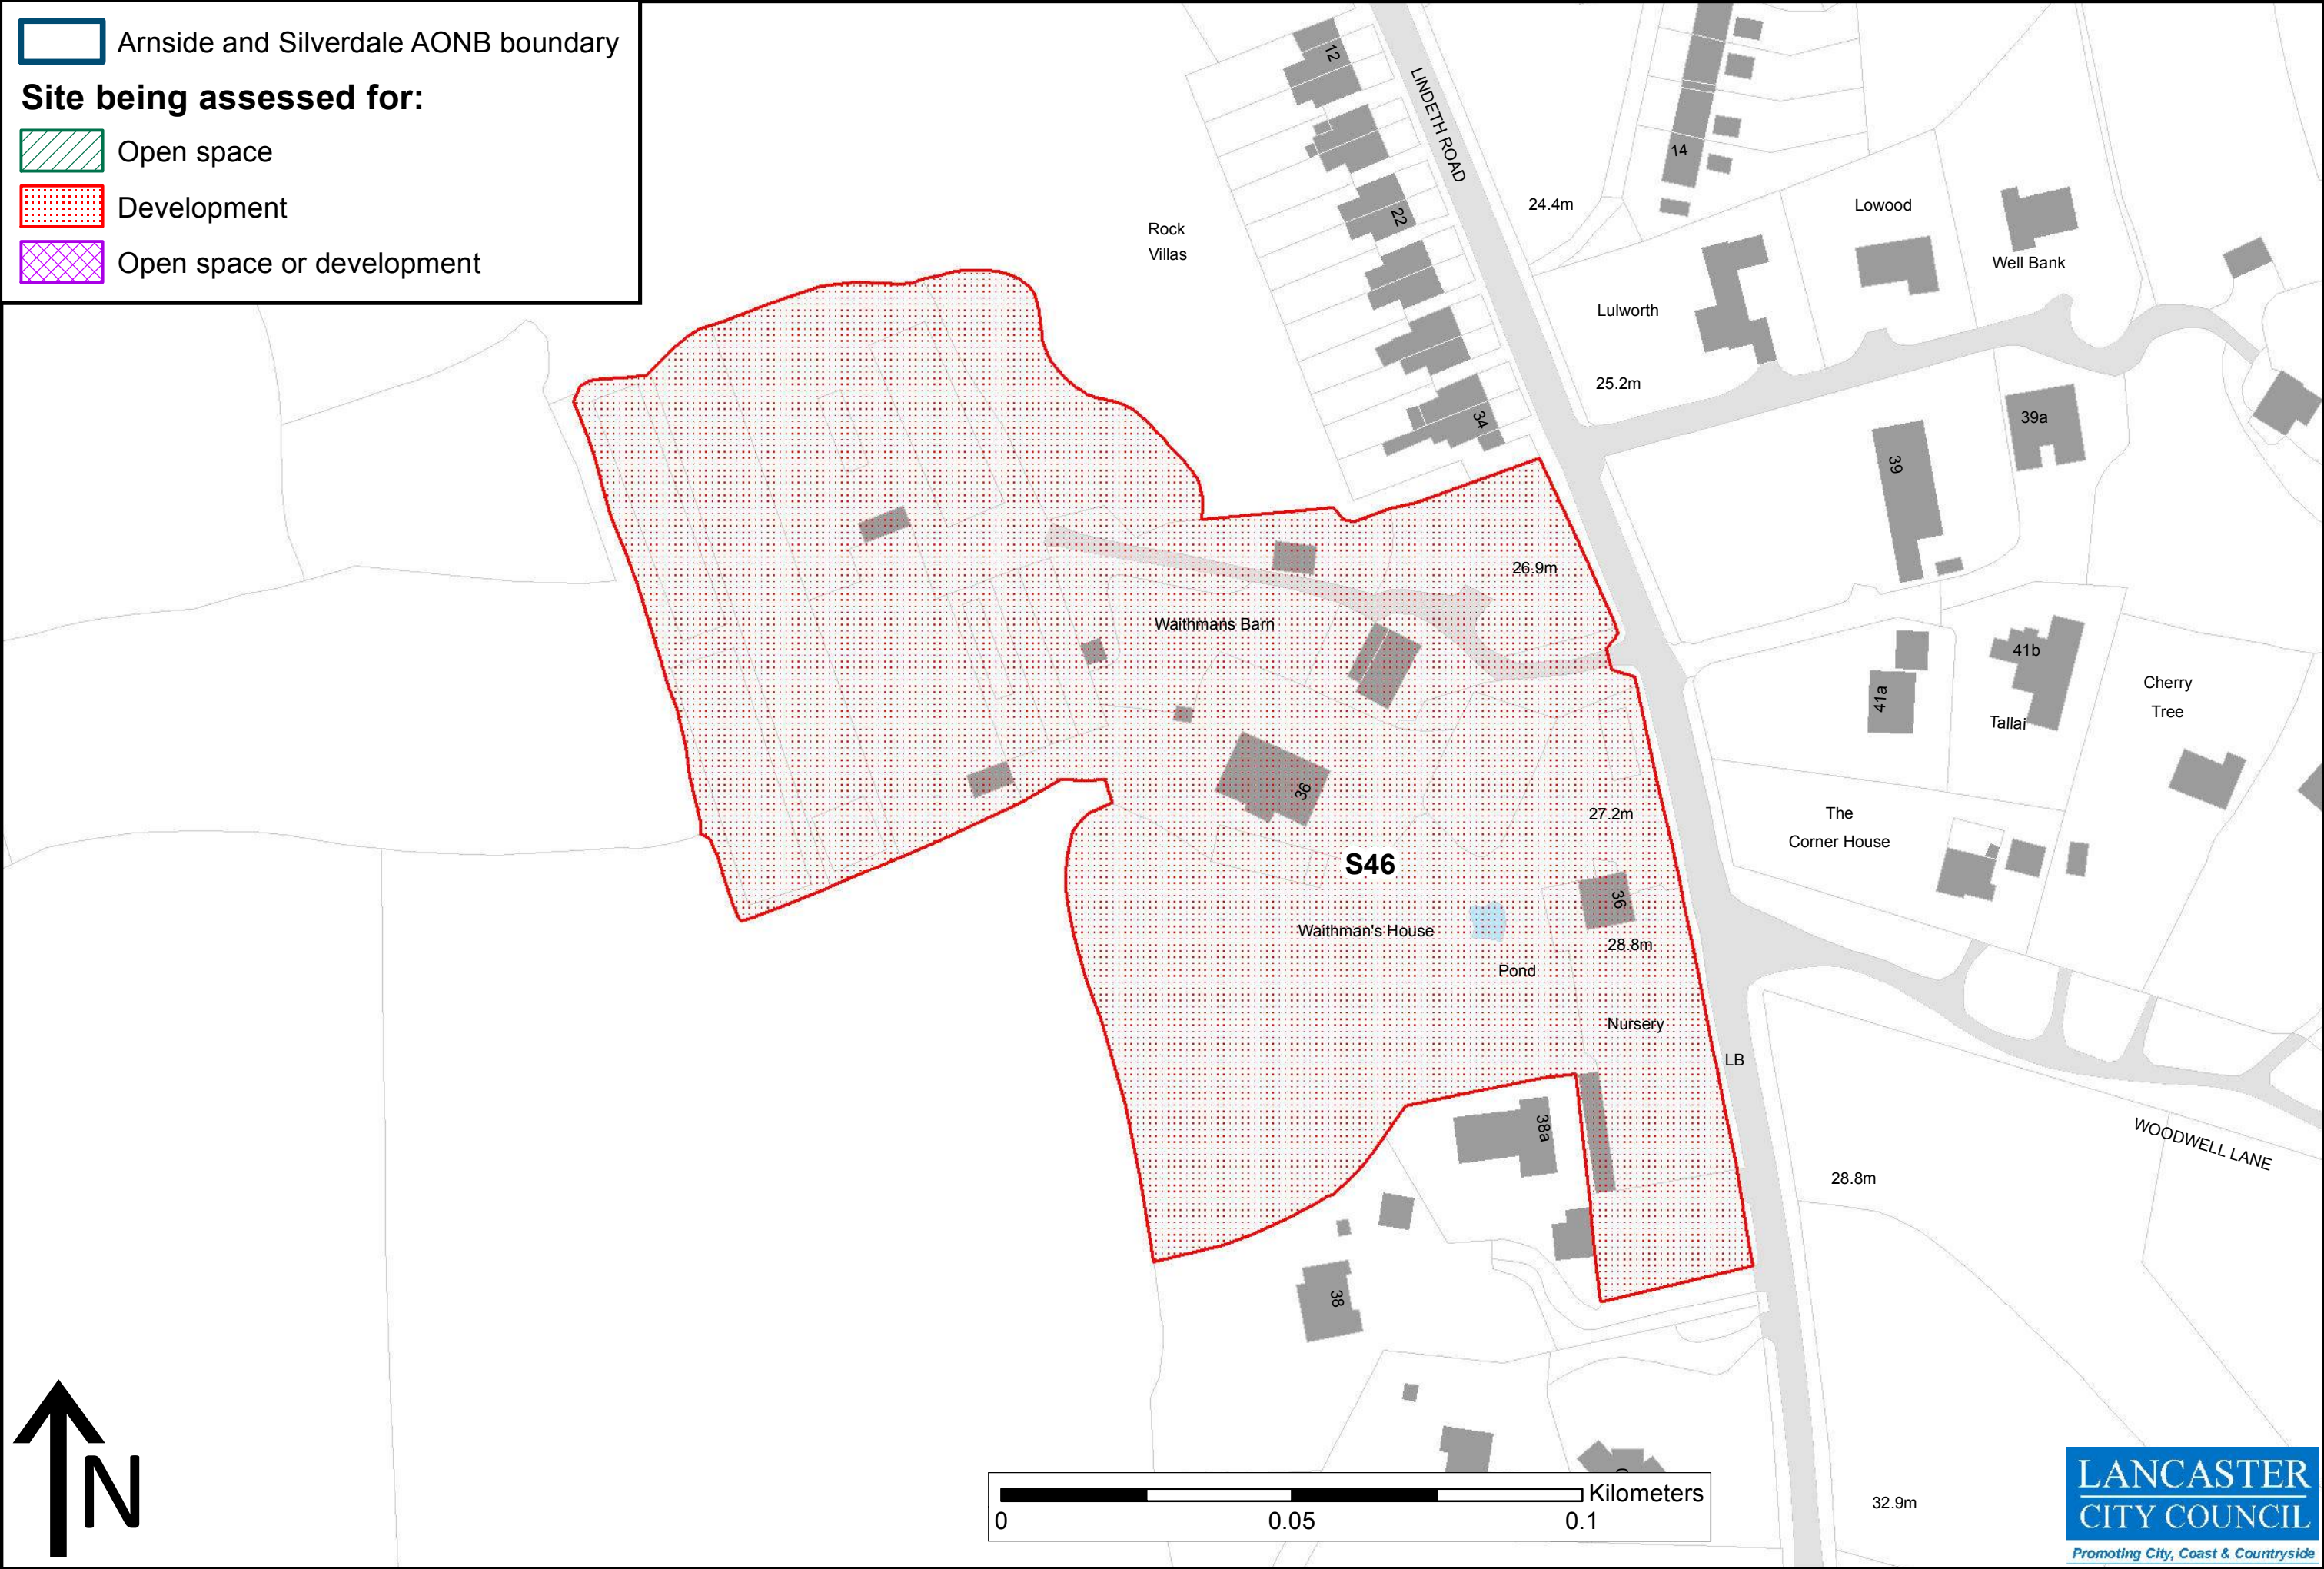 Arnside and Silverdale AONB boundary
Site being assessed for:
Open space
Development
Open space or development
12
LINDETH ROAD
14
24.4m
Lowood
22
Rock
Villas
Well Bank
Lulworth
25.2m
34
39a
39
26.9m
Waithmans Barn
41b
41a
Cherry
Tree
Tallai
36
27.2m
The
Corner House
S46
36
Waithman's House
28.8m
Pond
Nursery
LB
38a
WOODWELL LANE
28.8m
38
N
Kilometers
0
0.05
0.1
32.9m
LANCASTER
CITY COUNCIL
Promoting City, Coast & Countryside